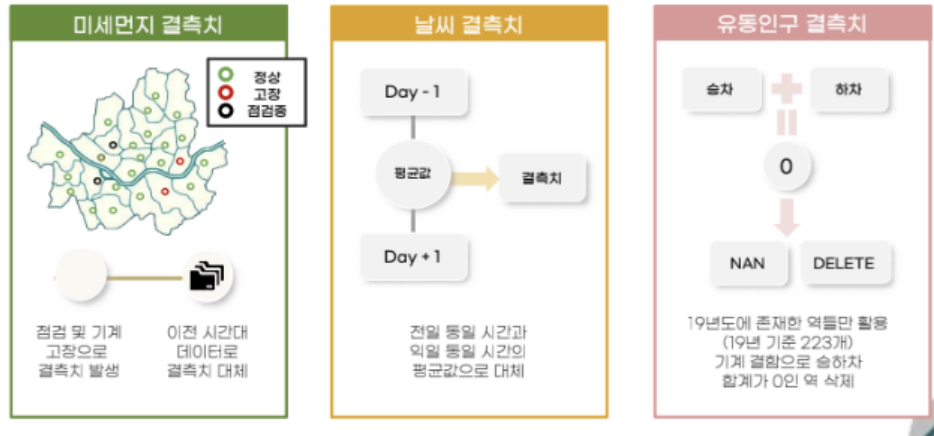 미세먼지 결측치
정상
고장
점검중
점검 및 기계
고장으로
결측치 발생
이전 시간대
데이터로
결측치 대체
날씨 결측치
Day - 1
평균값
결측치
Day + 1
전일 동일 시간과
익일 동일 시간의
평균값으로 대체
유동인구 결측치
승차
하차
0
NAN
DELETE
19년도에 존재한 역들만 활용
(19년 기준 223개)
기계 결함으로 승하차
합계가 0인 역 삭제